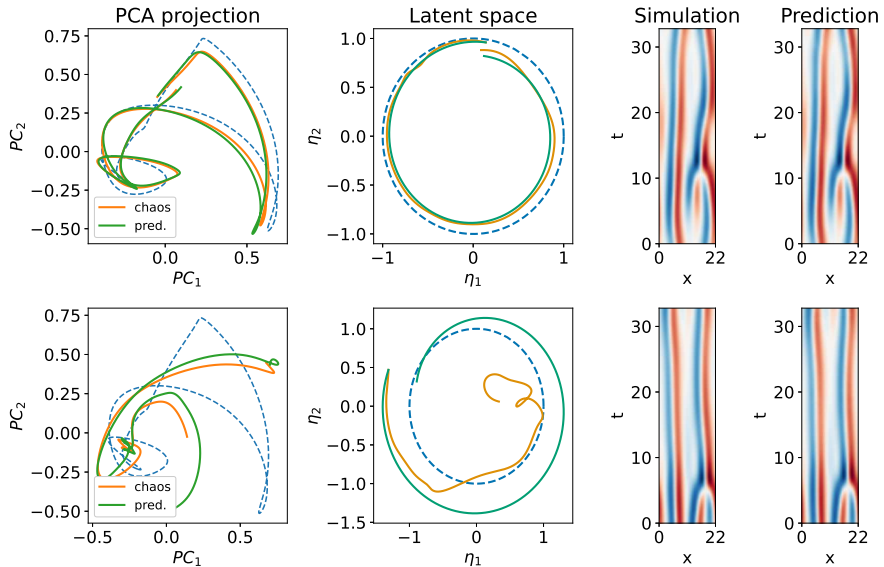 PCA projection
Latent space
Simulation
Prediction
0.75
0.50
0.25
0.00
−0.25
−0.50
PC2
chaos
pred.
0.0
0.5
PC1
1.0
0.5
0.0
−0.5
−1.0
η2
−1
0
1
η1
30
20
10
0
t
0
22
x
30
20
10
0
t
0
22
x
0.75
0.50
0.25
0.00
−0.25
−0.50
PC2
chaos
pred.
−0.5
0.0
0.5
PC1
1.0
0.5
0.0
−0.5
−1.0
−1.5
η2
−1
0
1
η1
30
20
10
0
t
0
22
x
30
20
10
0
t
0
22
x